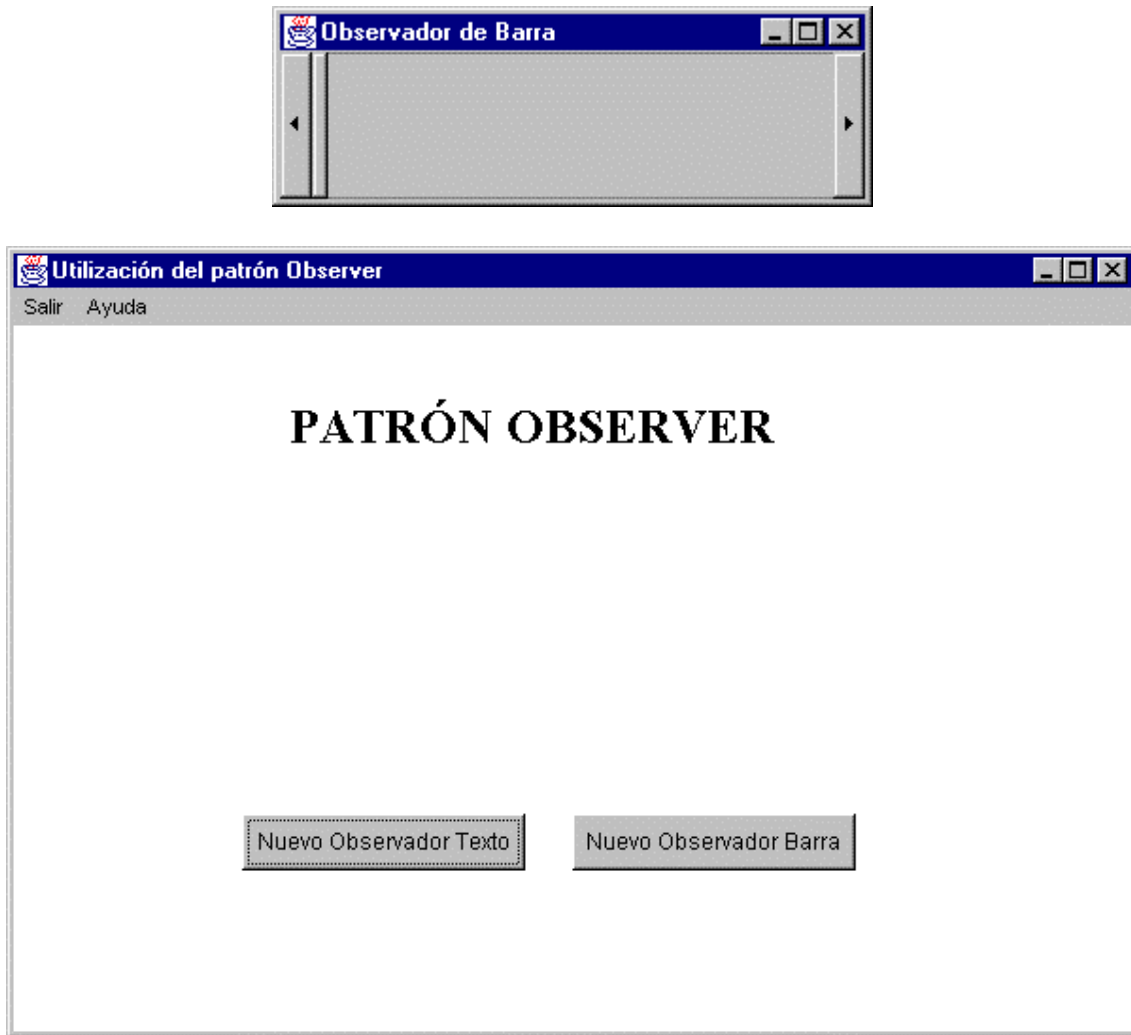 Observador de Barra
Utilización del patrón Observer
Salir Ayuda
PATRÓN OBSERVER
Nuevo Observador Texto Nuevo Observador Barra